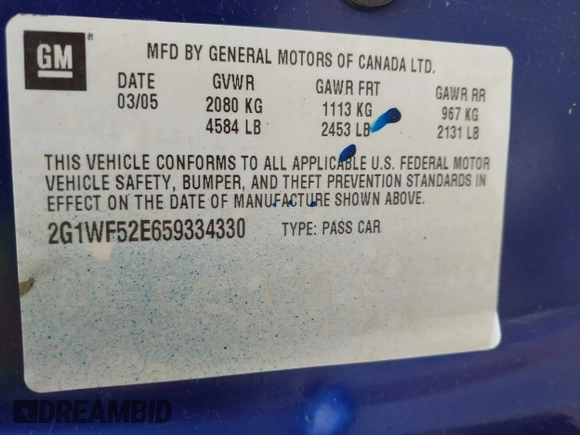 GM ®
MFD BY GENERAL MOTORS OF CANADA LTD.
DATE GVWR GAWR FRT GAWR RR
03/05 2080 KG 1113 KG 967 KG
4584 LB 2453 LB 2131 LB
THIS VEHICLE CONFORMS TO ALL APPLICABLE U.S. FEDERAL MOTOR
VEHICLE SAFETY, BUMPER, AND THEFT PREVENTION STANDARDS IN
EFFECT ON THE DATE OF MANUFACTURE SHOWN ABOVE.
2G1WF52E659334330 TYPE: PASS CAR
DREAMBID